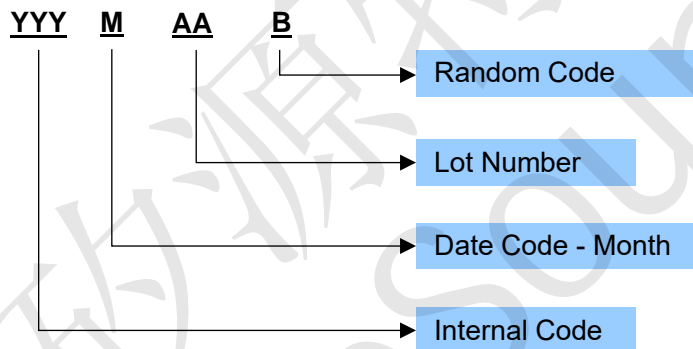 YYY M AA B
Random Code
Lot Number
Date Code - Month
Internal Code